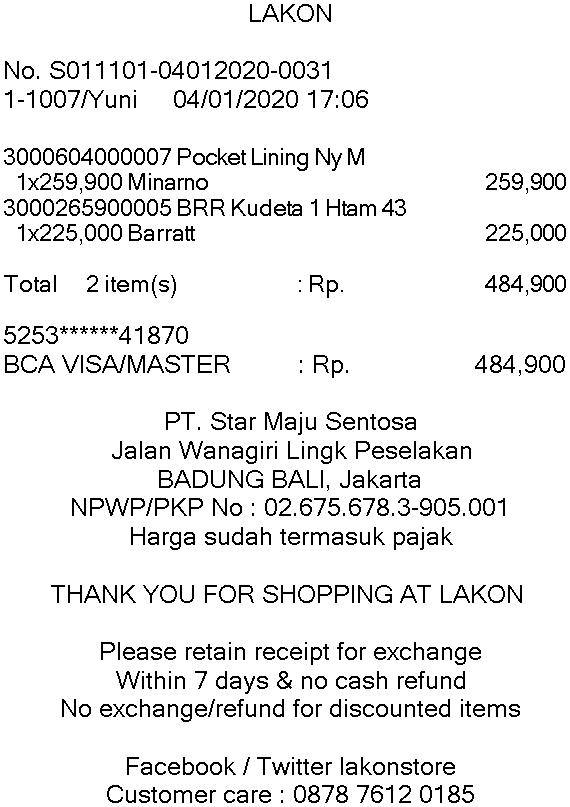 LAKON
No. S011101-04012020-0031
1-1007/Yuni 04/01/2020 17:06
3000604000007 Pocket Lining Ny M
1x259,900 Minarno 259,900
3000265900005 BRR Kudeta 1 Htam 43
1x225,000 Barratt 225,000
Total 2 item(s) : Rp. 484,900
5253******41870
BCA VISA/MASTER : Rp. 484,900
PT. Star Maju Sentosa
Jalan Wanagiri Lingk Peselakan
BADUNG BALI, Jakarta
NPWP/PKP No : 02.675.678.3-905.001
Harga sudah termasuk pajak
THANK YOU FOR SHOPPING AT LAKON
Please retain receipt for exchange
Within 7 days & no cash refund
No exchange/refund for discounted items
Facebook / Twitter lakonstore
Customer care : 0878 7612 0185